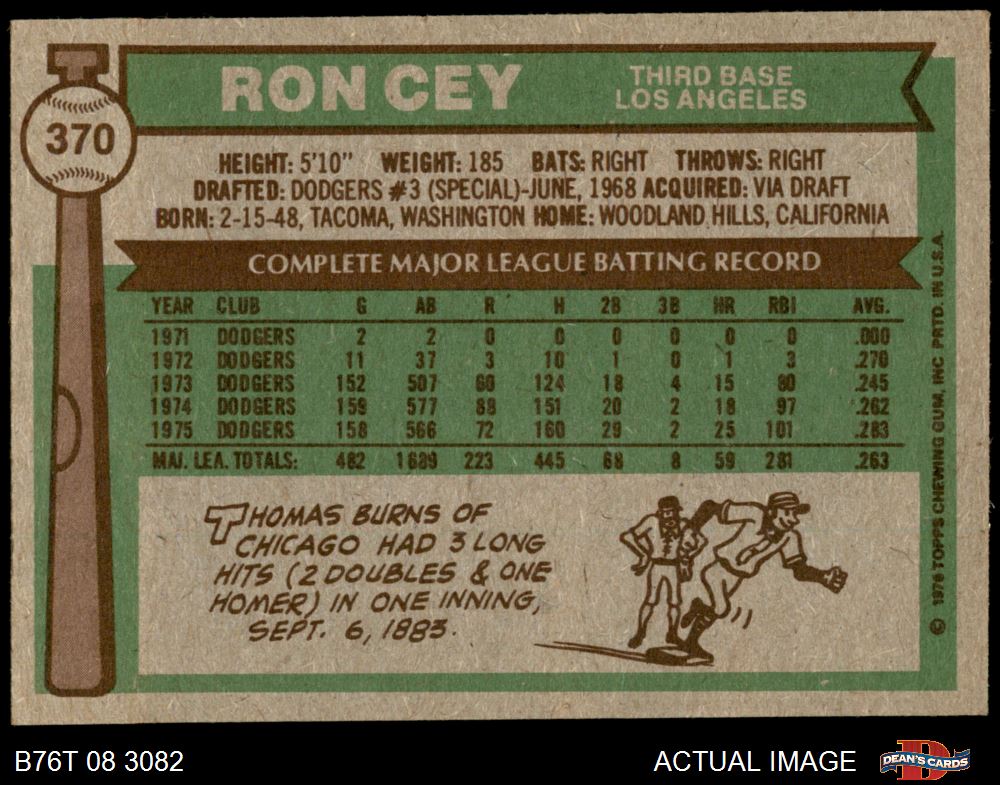 370
RON CEY
THIRD BASE
LOS ANGELES
HEIGHT: 5'10" WEIGHT: 185 BATS: RIGHT THROWS: RIGHT
DRAFTED: DODGERS #3 (SPECIAL)-JUNE, 1968 ACQUIRED: VIA DRAFT
BORN: 2-15-48, TACOMA, WASHINGTON HOME: WOODLAND HILLS, CALIFORNIA
COMPLETE MAJOR LEAGUE BATTING RECORD
YEAR CLUB G AB R H 2B 3B HR RBI AVG.
1971 DODGERS 2 2 0 0 0 0 0 0 .000
1972 DODGERS 11 37 3 10 1 0 1 3 .270
1973 DODGERS 152 507 60 124 18 4 15 80 .245
1974 DODGERS 159 577 88 151 20 2 18 97 .262
1975 DODGERS 158 566 72 160 29 2 25 101 .283
MAJ. LEA. TOTALS: 482 1689 223 445 68 8 59 281 .263
THOMAS BURNS OF
CHICAGO HAD 3 LONG
HITS (2 DOUBLES & ONE
HOMER) IN ONE INNING,
SEPT. 6, 1883.
© 1976 TOPPS CHEWING GUM, INC PRTD. IN U.S.A.
B76T 08 3082
ACTUAL IMAGE
D
DEAN'S CARDS